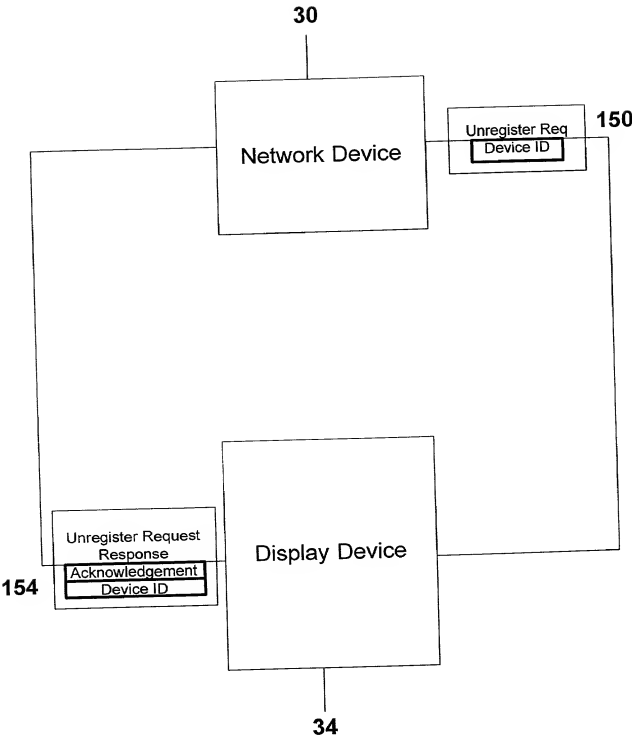 30
Network Device
Unregister Req
Device ID
150
Unregister Request
Response
Acknowledgement
Device ID
154
Display Device
34